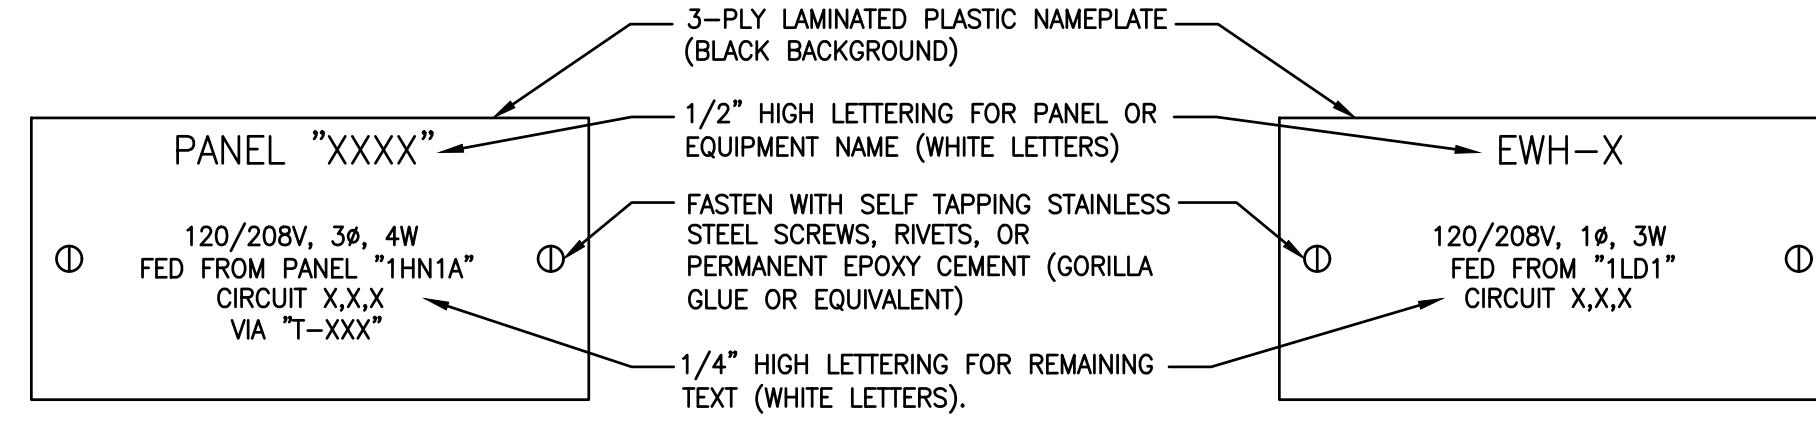 3-PLY LAMINATED PLASTIC NAMEPLATE
(BLACK BACKGROUND)
1/2" HIGH LETTERING FOR PANEL OR
EQUIPMENT NAME (WHITE LETTERS)
FASTEN WITH SELF TAPPING STAINLESS
STEEL SCREWS, RIVETS, OR
PERMANENT EPOXY CEMENT (GORILLA
GLUE OR EQUIVALENT)
1/4" HIGH LETTERING FOR REMAINING
TEXT (WHITE LETTERS).
PANEL "XXXX"
120/208V, 3ø, 4W
FED FROM PANEL "1HN1A"
CIRCUIT X,X,X
VIA "T-XXX"
EWH-X
120/208V, 1ø, 3W
FED FROM "1LD1"
CIRCUIT X,X,X